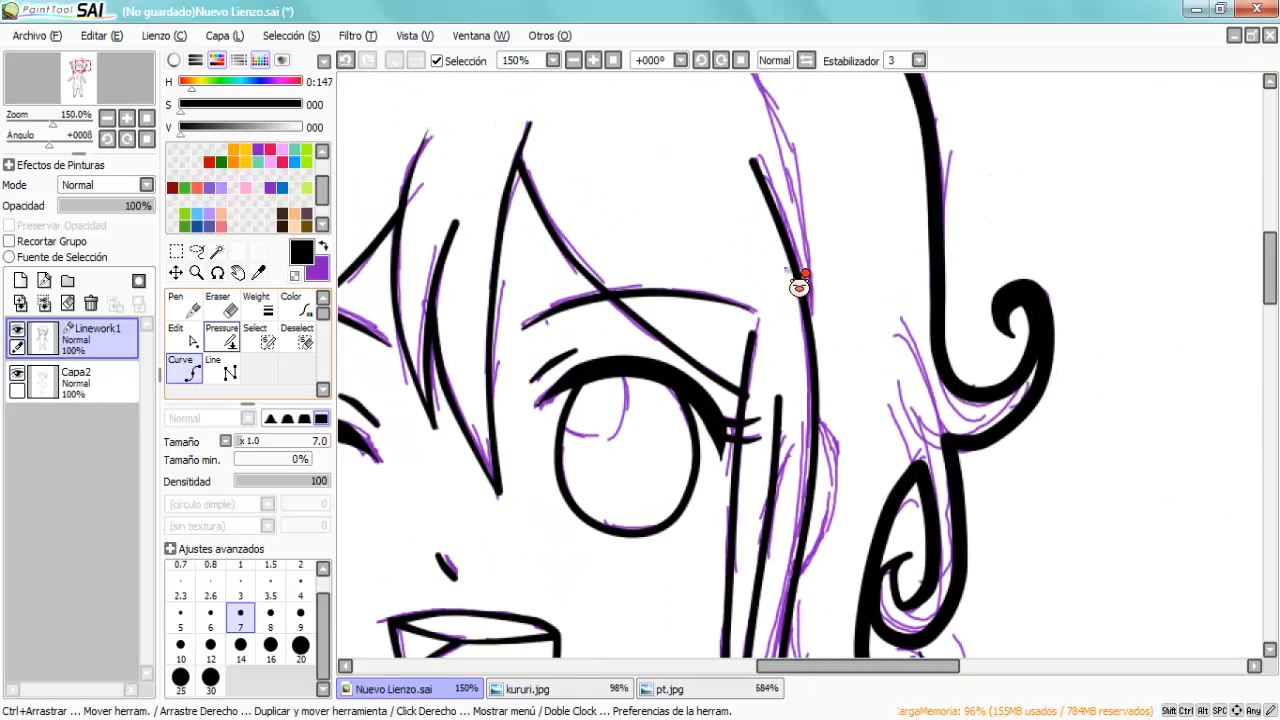 PaintTool SAI (No guardado)Nuevo Lienzo.sai (*)
Archivo (F) Editar (E) Lienzo (C) Capa (L) Selección (S) Filtro (T) Vista (V) Ventana (W) Otros (O)
Selección 150% +000° Normal Estabilizador 3
Zoom 150.0%
Ángulo +000ß
H 0:147
S 000
V 000
Efectos de Pinturas
Modo Normal
Opacidad 100%
Preservar Opacidad
Recortar Grupo
Fuente de Selección
Linework1
Normal
100%
Capa2
Normal
100%
Pen Eraser Weight Color
Edit Pressure Select Deselect
Curve Line
Normal
Tamaño x 1.0 7.0
Tamaño min. 0%
Densidad 100
(círculo simple) 0
(sin textura) 0
Ajustes avanzados
0.7 0.8 1 1.5 2
2.3 2.6 3 3.5 4
5 6 7 8 9
10 12 14 16 20
25 30
Nuevo Lienzo.sai 150% kururi.jpg 98% pt.jpg 684%
Ctrl+Arrastrar ... Mover herram. / Arrastre Derecho ... Duplicar y mover herramienta / Click Derecho ... Mostrar menú / Doble Clock ... Preferencias de la herram.
CargaMemoria: 96% (155MB usados / 784MB reservados)
Shift Ctrl Alt SPC Any